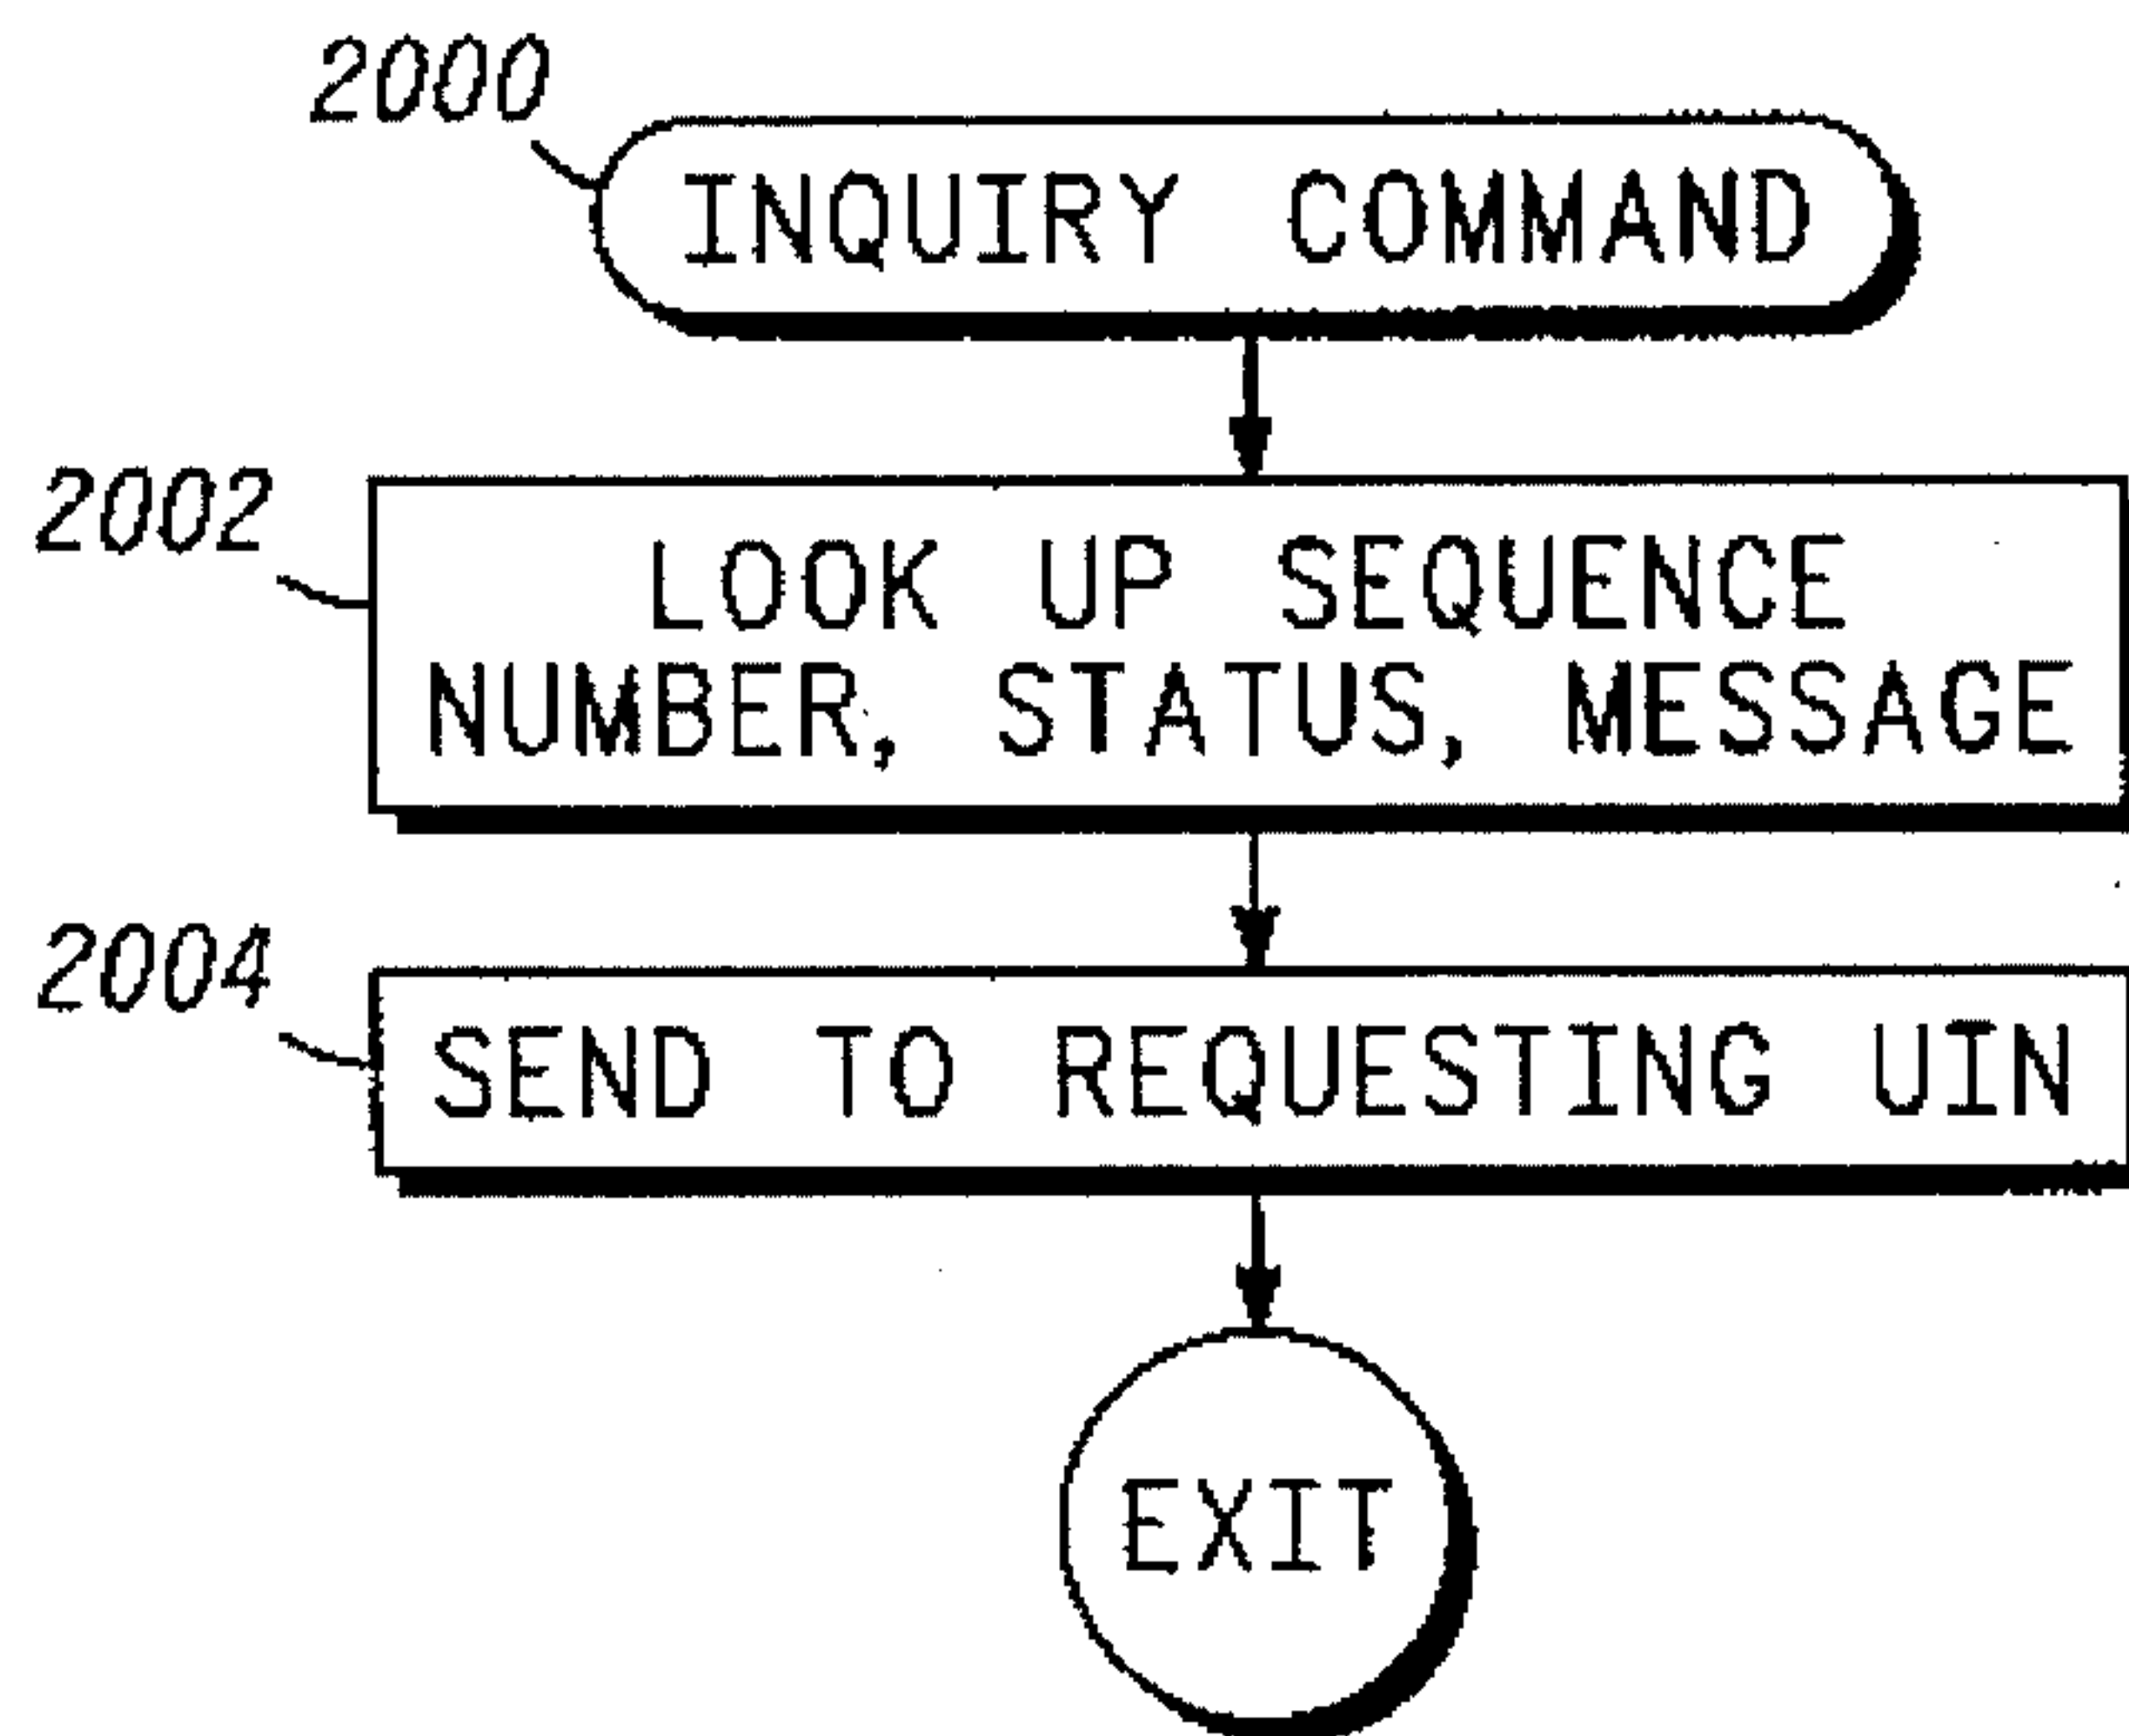 2000
INQUIRY COMMAND
2002
LOOK UP SEQUENCE
NUMBER, STATUS, MESSAGE
2004
SEND TO REQUESTING UIN
EXIT